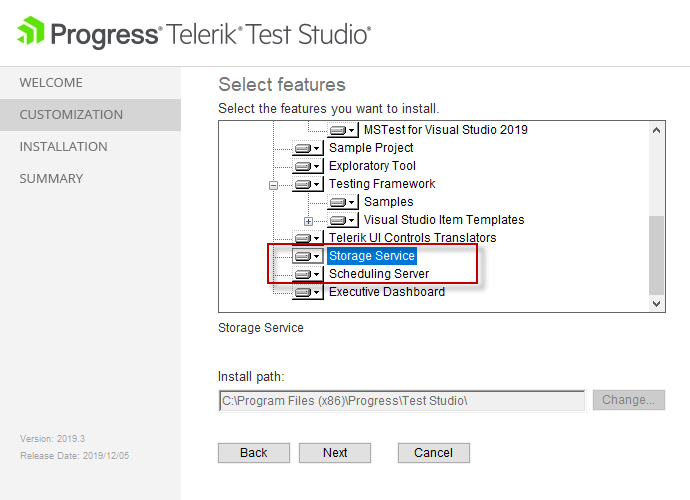 Progress® Telerik® Test Studio®
WELCOME
CUSTOMIZATION
INSTALLATION
SUMMARY
Select features
Select the features you want to install.
MSTest for Visual Studio 2019
Sample Project
Exploratory Tool
Testing Framework
Samples
Visual Studio Item Templates
Telerik UI Controls Translators
Storage Service
Scheduling Server
Executive Dashboard
Storage Service
Install path:
C:\Program Files (x86)\Progress\Test Studio\
Change...
Version: 2019.3
Release Date: 2019/12/05
Back
Next
Cancel